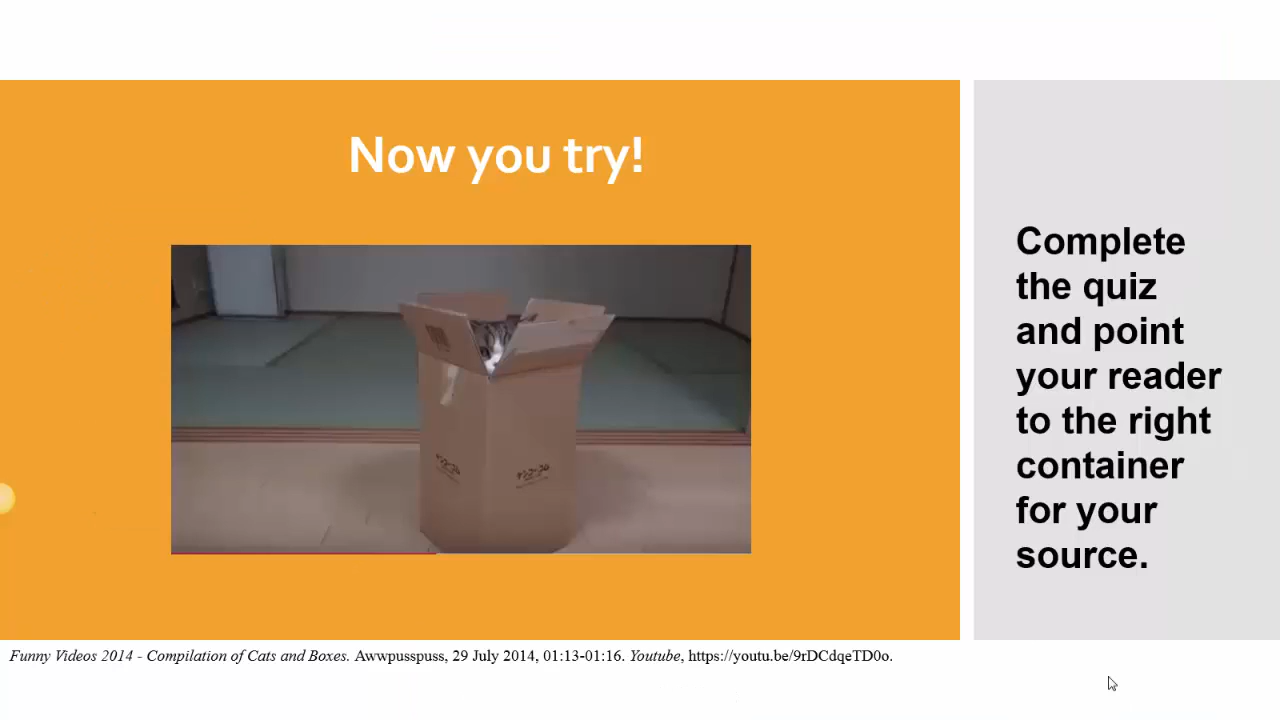 Now you try!
Complete
the quiz
and point
your reader
to the right
container
for your
source.
Funny Videos 2014 - Compilation of Cats and Boxes. Awwpusspuss, 29 July 2014, 01:13-01:16. Youtube, https://youtu.be/9rDCdqeTD0o.